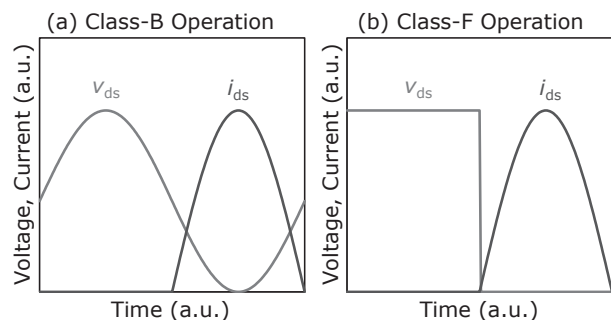 (a) Class-B Operation
(b) Class-F Operation
Voltage, Current (a.u.)
vds
ids
Time (a.u.)
Voltage, Current (a.u.)
vds
ids
Time (a.u.)